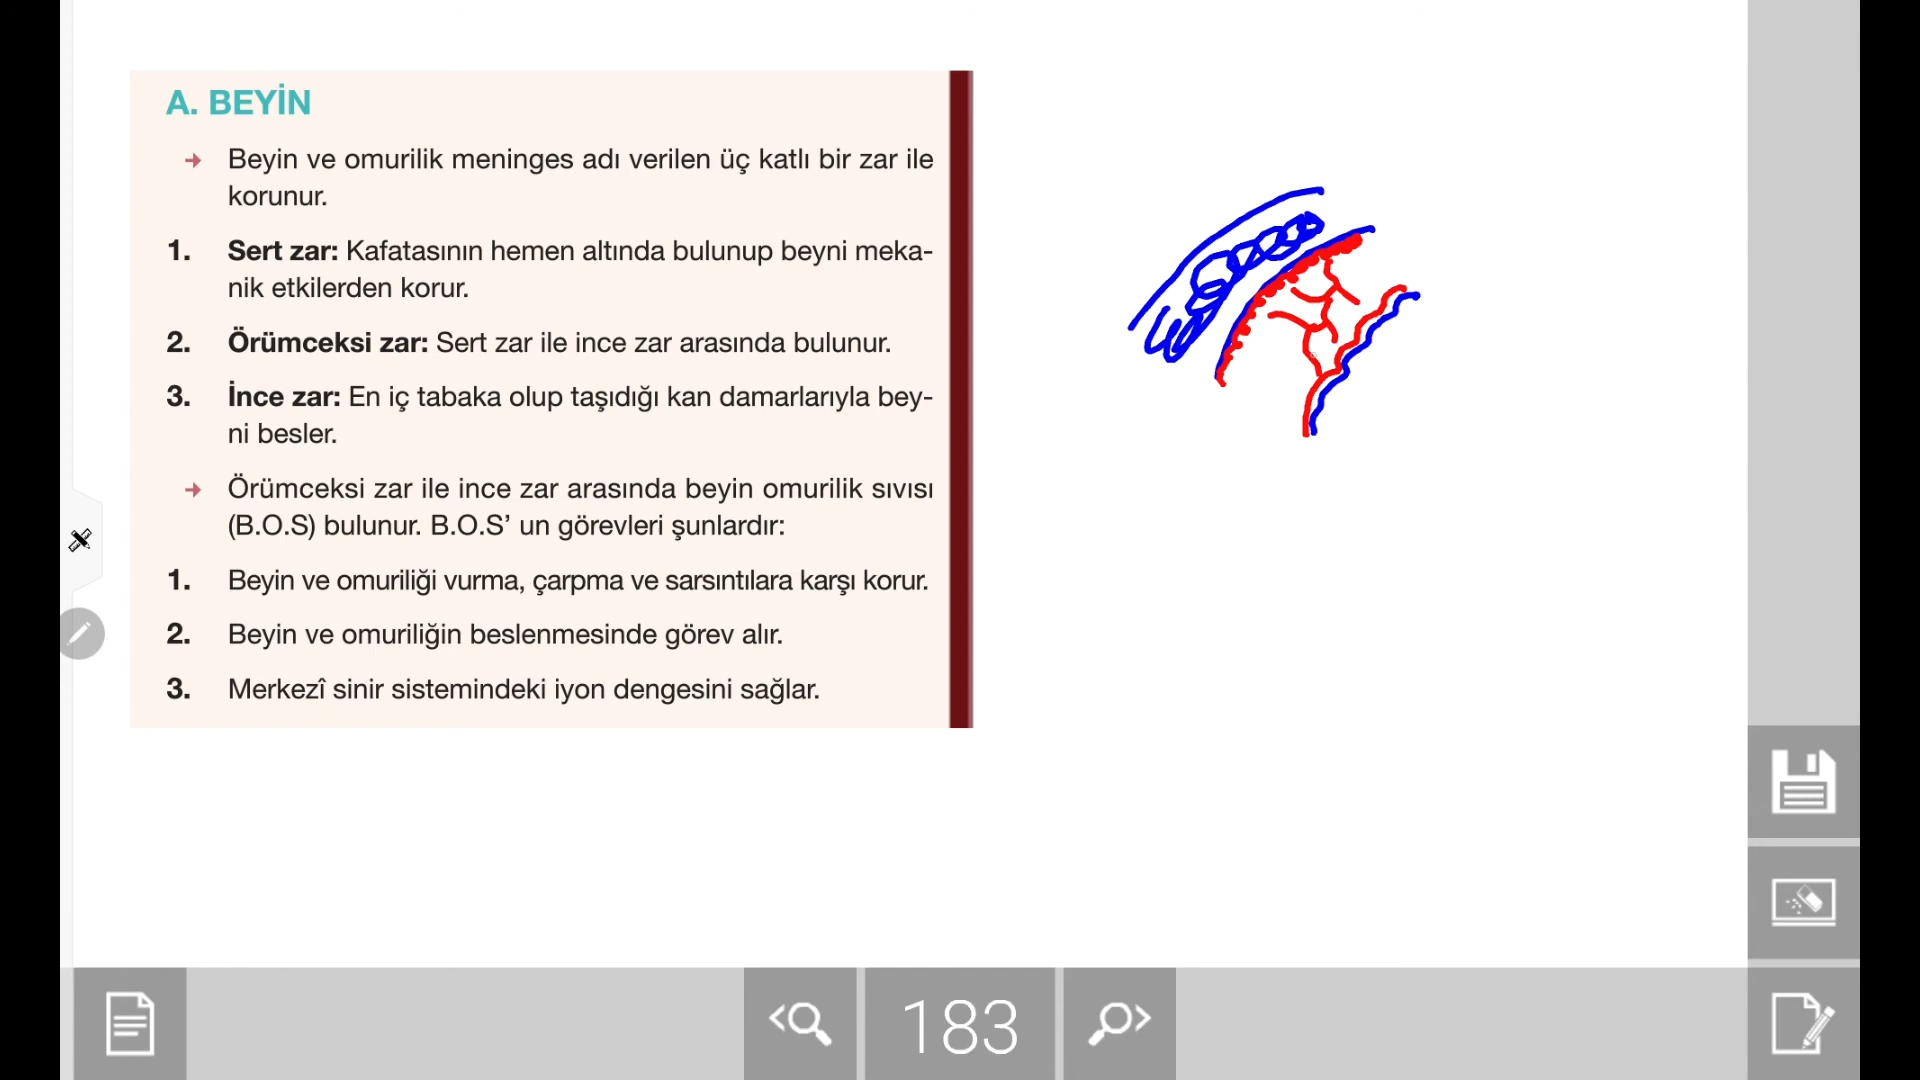 A. BEYİN
→ Beyin ve omurilik meninges adı verilen üç katlı bir zar ile
korunur.
1. Sert zar: Kafatasının hemen altında bulunup beyni meka-
nik etkilerden korur.
2. Örümceksi zar: Sert zar ile ince zar arasında bulunur.
3. İnce zar: En iç tabaka olup taşıdığı kan damarlarıyla bey-
ni besler.
→ Örümceksi zar ile ince zar arasında beyin omurilik sıvısı
(B.O.S) bulunur. B.O.S’ un görevleri şunlardır:
1. Beyin ve omuriliği vurma, çarpma ve sarsıntılara karşı korur.
2. Beyin ve omuriliğin beslenmesinde görev alır.
3. Merkezî sinir sistemindeki iyon dengesini sağlar.
183